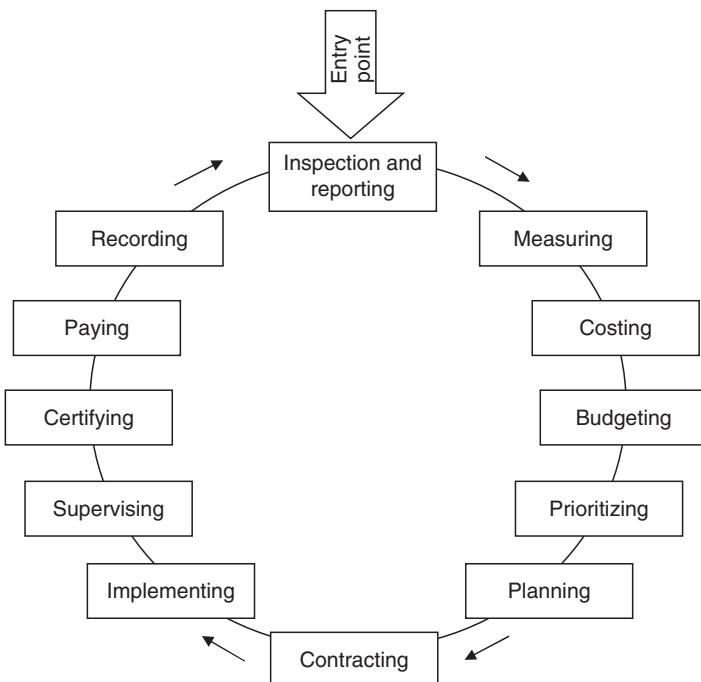 Entry
point
Inspection and
reporting
Recording
Measuring
Paying
Costing
Certifying
Budgeting
Supervising
Prioritizing
Implementing
Planning
Contracting